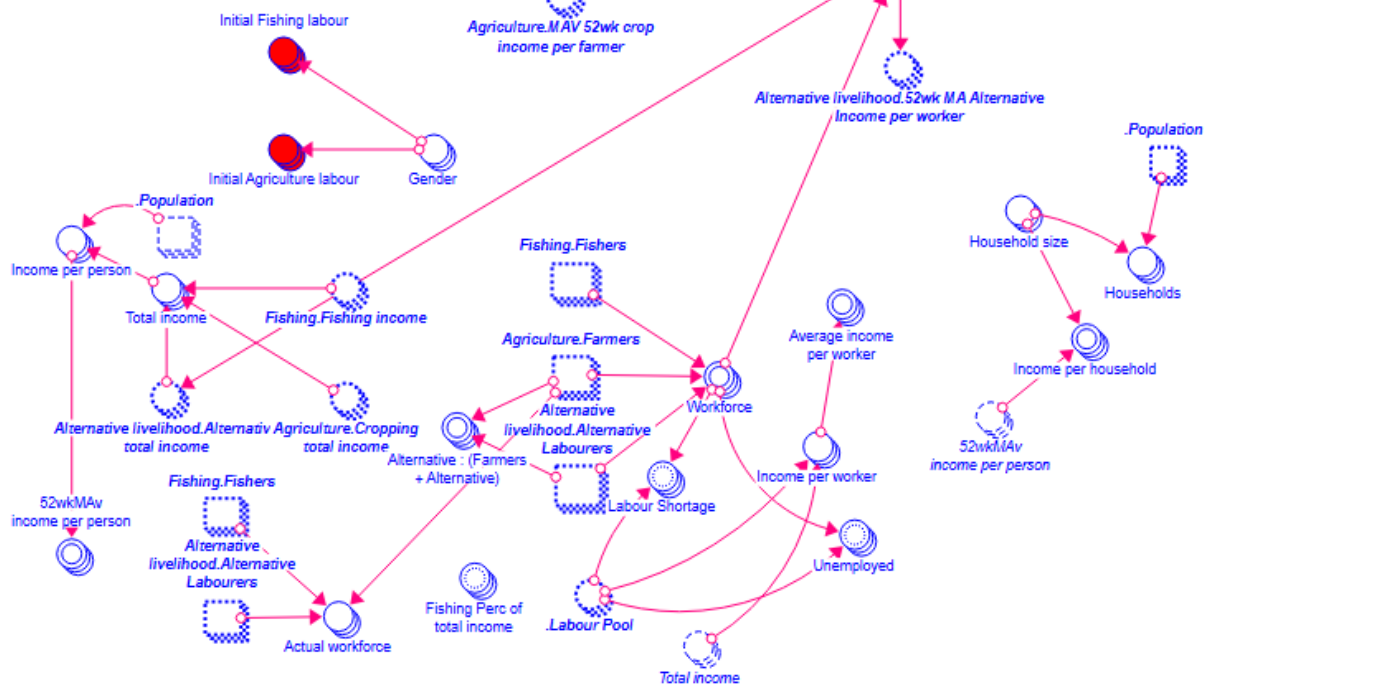 Initial Fishing labour
Agriculture.MAV 52wk crop
income per farmer
Alternative livelihood.52wk MA Alternative
Income per worker
.Population
Initial Agriculture labour
Gender
.Population
Household size
Income per person
Fishing.Fishers
Households
Total income
Fishing.Fishing income
Average income
per worker
Agriculture.Farmers
Income per household
Workforce
Alternative livelihood.Alternativ
total income
Agriculture.Cropping
total income
Alternative
livelihood.Alternative
Labourers
Alternative : (Farmers
+ Alternative)
52wkMAv
income per person
Income per worker
Fishing.Fishers
52wkMAv
income per person
Labour Shortage
Alternative
livelihood.Alternative
Labourers
Unemployed
Fishing Perc of
total income
.Labour Pool
Actual workforce
Total income